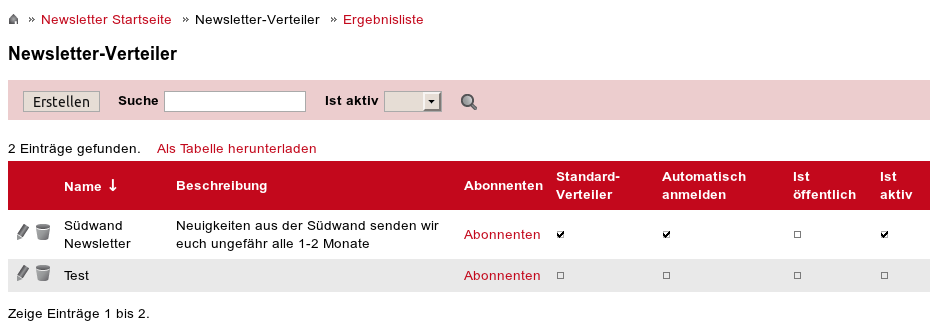 » Newsletter Startseite » Newsletter-Verteiler » Ergebnisliste
Newsletter-Verteiler
Erstellen Suche Ist aktiv
2 Einträge gefunden. Als Tabelle herunterladen
Name ↓ Beschreibung Abonnenten Standard-Verteiler Automatisch anmelden Ist öffentlich Ist aktiv
Südwand Newsletter Neuigkeiten aus der Südwand senden wir euch ungefähr alle 1-2 Monate Abonnenten
Test Abonnenten
Zeige Einträge 1 bis 2.